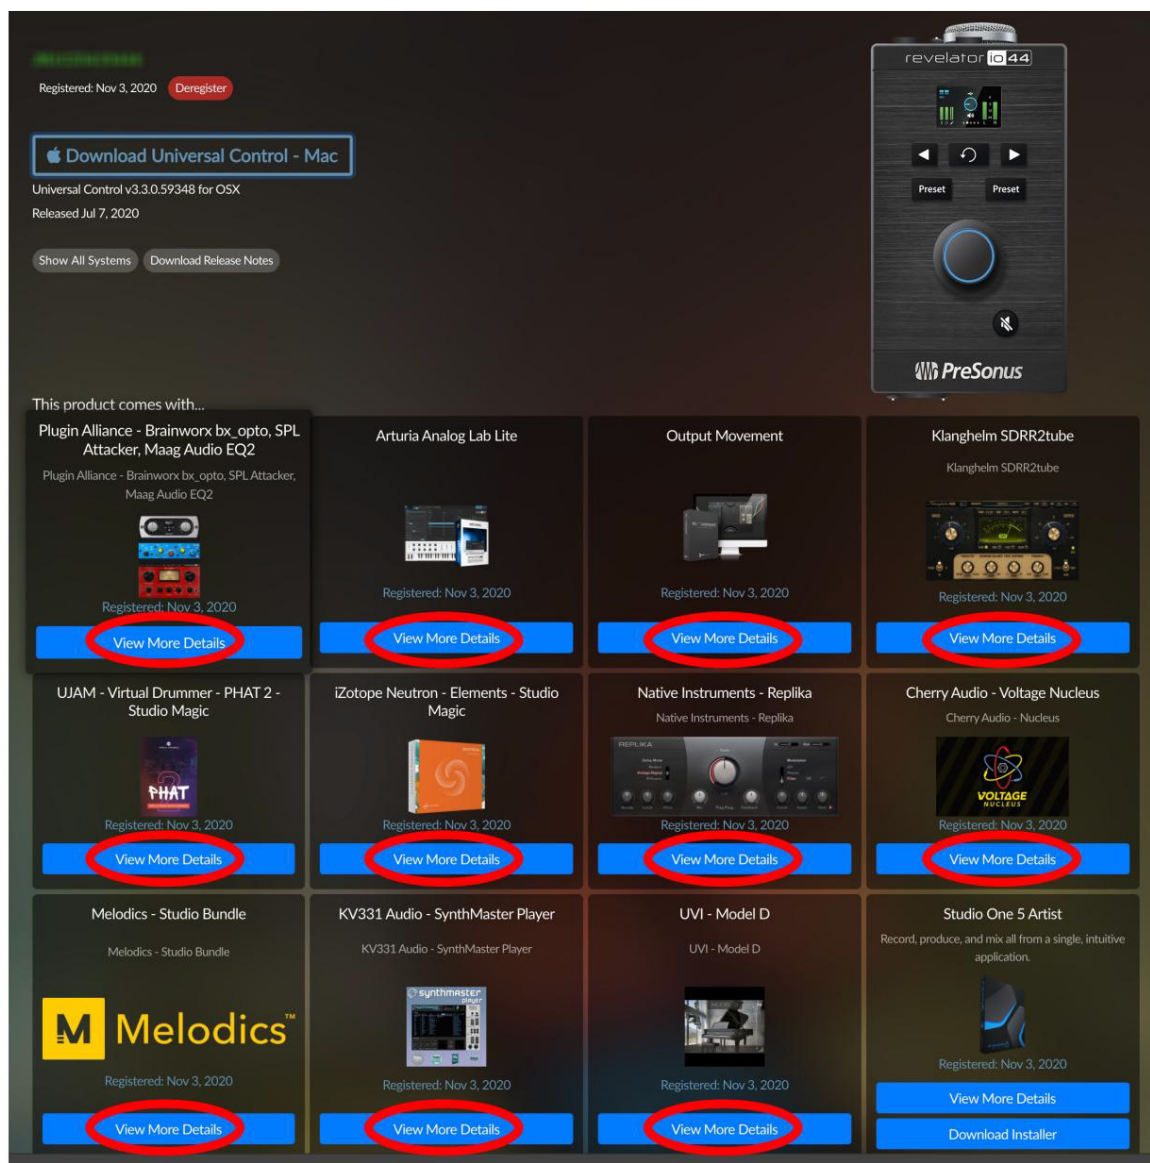 Registered: Nov 3, 2020 Deregister
Download Universal Control - Mac
Universal Control v3.3.0.59348 for OSX
Released Jul 7, 2020
Show All Systems Download Release Notes
revelator io 44
Preset Preset
PreSonus
This product comes with...
Plugin Alliance - Brainworx bx_opto, SPL
Attacker, Maag Audio EQ2
Plugin Alliance - Brainworx bx_opto, SPL Attacker,
Maag Audio EQ2
Registered: Nov 3, 2020
View More Details
Arturia Analog Lab Lite
Registered: Nov 3, 2020
View More Details
Output Movement
Registered: Nov 3, 2020
View More Details
Klanghelm SDRR2tube
Klanghelm SDRR2tube
Registered: Nov 3, 2020
View More Details
UJAM - Virtual Drummer - PHAT 2 -
Studio Magic
PHAT
Registered: Nov 3, 2020
View More Details
iZotope Neutron - Elements - Studio
Magic
Registered: Nov 3, 2020
View More Details
Native Instruments - Replika
Native Instruments - Replika
REPLIKA
Registered: Nov 3, 2020
View More Details
Cherry Audio - Voltage Nucleus
Cherry Audio - Nucleus
VOLTAGE
NUCLEUS
Registered: Nov 3, 2020
View More Details
Melodics - Studio Bundle
Melodics - Studio Bundle
M Melodics™
Registered: Nov 3, 2020
View More Details
KV331 Audio - SynthMaster Player
KV331 Audio - SynthMaster Player
synthmaster
player
Registered: Nov 3, 2020
View More Details
UVI - Model D
UVI - Model D
Registered: Nov 3, 2020
View More Details
Studio One 5 Artist
Record, produce, and mix all from a single, intuitive
application.
Registered: Nov 3, 2020
View More Details
Download Installer